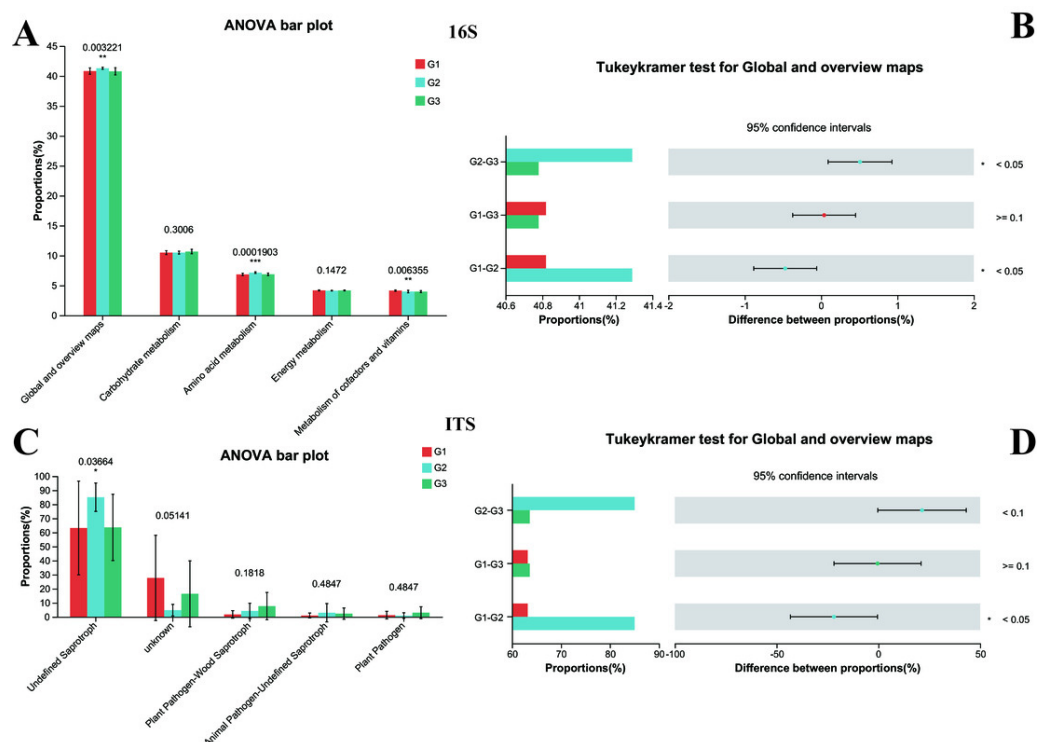 A
ANOVA bar plot
16S
B
0.003221
**
0.3006
0.0001903
***
0.1472
0.006355
**
G1
G2
G3
Proportions(%)
45
40
35
30
25
20
15
10
5
0
Global and overview maps
Carbohydrate metabolism
Amino acid metabolism
Energy metabolism
Metabolism of cofactors and vitamins
Tukeykramer test for Global and overview maps
95% confidence intervals
G2-G3
* < 0.05
G1-G3
>= 0.1
G1-G2
* < 0.05
40.6 40.8 41 41.2 41.4
-2 -1 0 1 2
Proportions(%)
Difference between proportions(%)
C
ANOVA bar plot
ITS
D
0.03664
*
0.05141
0.1818
0.4847
0.4847
G1
G2
G3
Proportions(%)
100
90
80
70
60
50
40
30
20
10
0
Undefined Saprotroph
unknown
Plant Pathogen-Wood Saprotroph
Animal Pathogen-Undefined Saprotroph
Plant Pathogen
Tukeykramer test for Global and overview maps
95% confidence intervals
G2-G3
< 0.1
G1-G3
>= 0.1
G1-G2
* < 0.05
60 70 80 90
-100 -50 0 50
Proportions(%)
Difference between proportions(%)